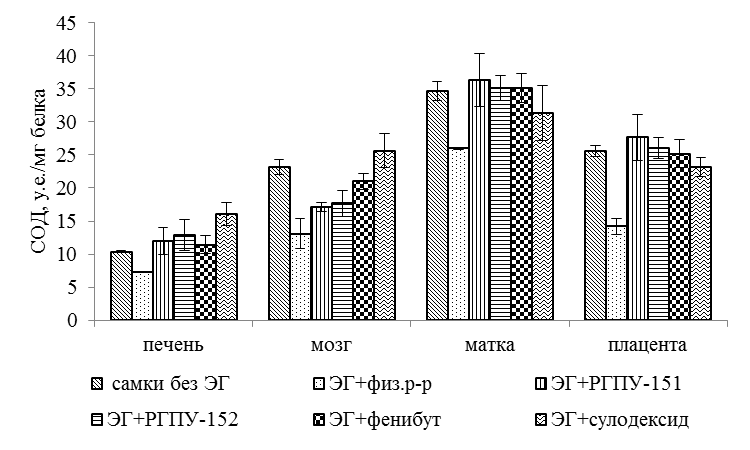 СОД, у.е./мг белка
45
40
35
30
25
20
15
10
5
0
печень мозг матка плацента
самки без ЭГ ЭГ+физ.р-р ЭГ+РГПУ-151
ЭГ+РГПУ-152 ЭГ+фенибут ЭГ+сулодексид